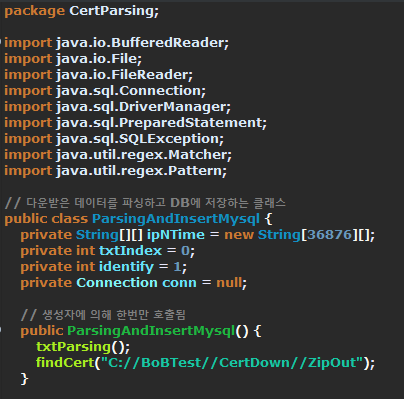 package CertParsing;
import java.io.BufferedReader;
import java.io.File;
import java.io.FileReader;
import java.sql.Connection;
import java.sql.DriverManager;
import java.sql.PreparedStatement;
import java.sql.SQLException;
import java.util.regex.Matcher;
import java.util.regex.Pattern;
// 다운받은 데이터를 파싱하고 DB에 저장하는 클래스
public class ParsingAndInsertMysql {
private String[][] ipNTime = new String[36876][];
private int txtIndex = 0;
private int identify = 1;
private Connection conn = null;
// 생성자에 의해 한번만 호출됨
public ParsingAndInsertMysql() {
txtParsing();
findCert("C://BoBTest//CertDown//ZipOut");
}